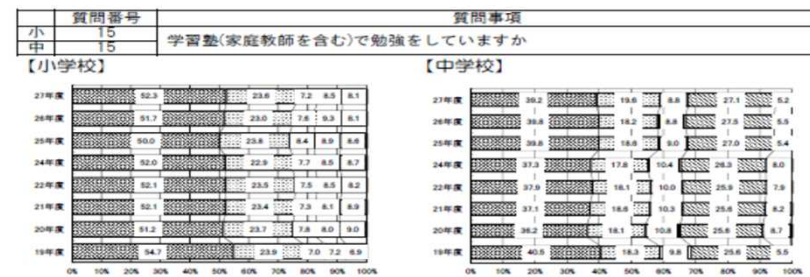 質問番号 質問事項
小 15 学習塾(家庭教師を含む)で勉強をしていますか
中 15
【小学校】
27年度 52.3 23.6 7.2 8.5 8.1
26年度 51.7 23.0 7.6 9.3 8.1
25年度 50.0 23.8 8.4 8.9 8.6
24年度 52.0 22.9 7.7 8.5 8.7
22年度 52.1 23.5 7.5 8.5 8.2
21年度 52.1 23.4 7.3 8.1 8.9
20年度 51.2 23.7 7.8 8.0 9.0
19年度 54.7 23.9 7.0 7.2 6.9
0% 10% 20% 30% 40% 50% 60% 70% 80% 90% 100%
【中学校】
27年度 39.2 19.6 8.8 27.1 5.2
26年度 39.8 18.2 8.8 27.5 5.5
25年度 39.8 18.8 9.0 27.0 5.4
24年度 37.3 17.8 10.4 26.3 8.0
22年度 37.9 18.1 10.0 25.9 7.9
21年度 37.1 18.6 10.3 25.6 8.2
20年度 36.2 18.1 10.8 25.8 8.7
19年度 40.5 18.3 9.8 25.6 5.5
0% 10% 20% 30% 40% 50% 60% 70% 80% 90% 100%